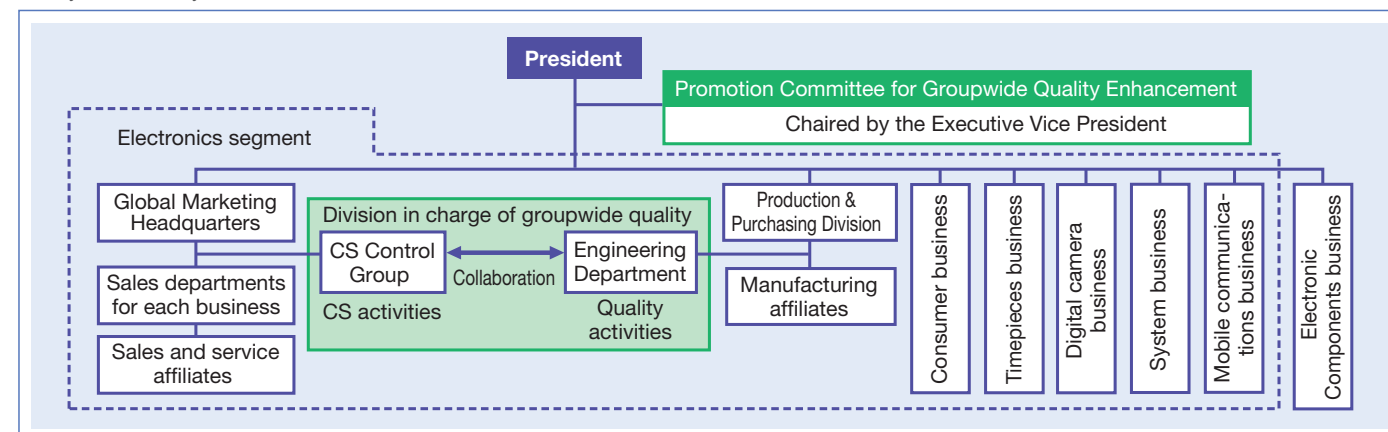 President
Promotion Committee for Groupwide Quality Enhancement
Chaired by the Executive Vice President
Electronics segment
Global Marketing
Headquarters
Sales departments
for each business
Sales and service
affiliates
Division in charge of groupwide quality
CS Control
Group
Collaboration
Engineering
Department
CS activities
Quality
activities
Production &
Purchasing Division
Manufacturing
affiliates
Consumer business
Timepieces business
Digital camera
business
System business
Mobile communica-
tions business
Electronic
Components business